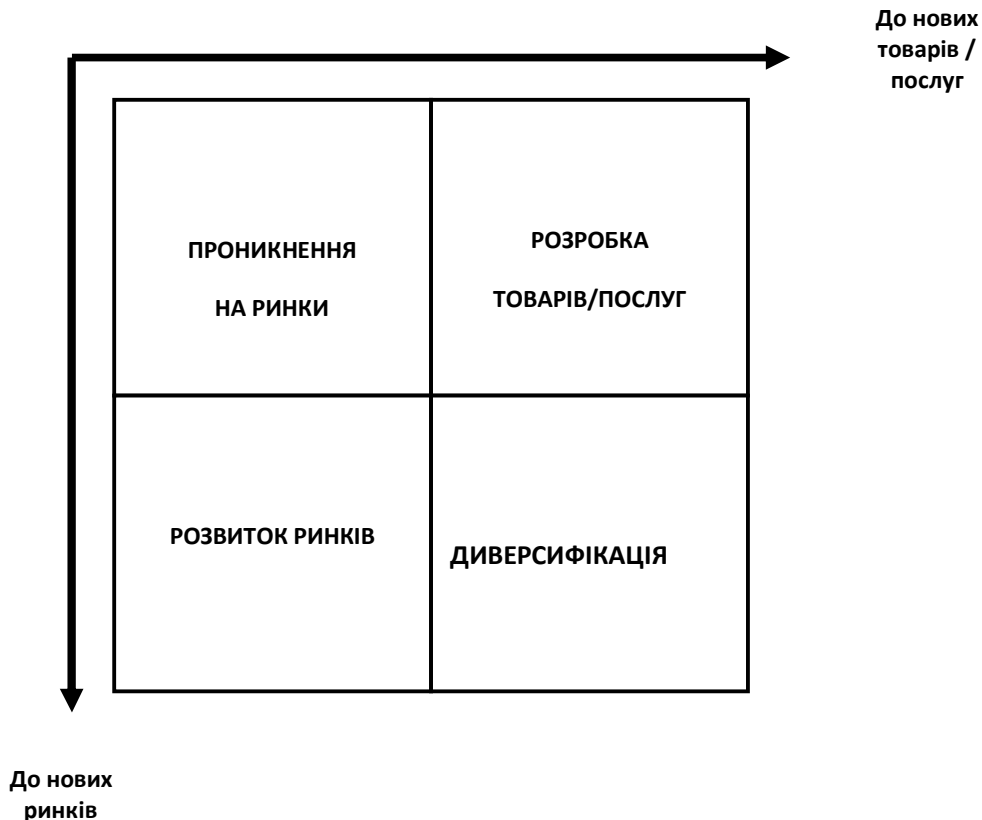 До нових
товарів /
послуг
ПРОНИКНЕННЯ
НА РИНКИ
РОЗРОБКА
ТОВАРІВ/ПОСЛУГ
РОЗВИТОК РИНКІВ
ДИВЕРСИФІКАЦІЯ
До нових
ринків